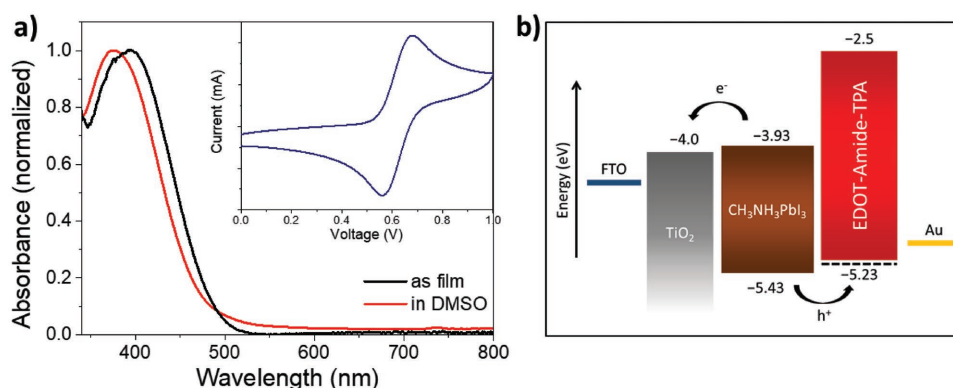 a)
Absorbance (normalized)
1.0
0.8
0.6
0.4
0.2
0.0
400
500
600
700
800
Wavelength (nm)
as film
in DMSO
Current (mA)
0.0
0.2
0.4
0.6
0.8
1.0
Voltage (V)
b)
Energy (eV)
FTO
e⁻
−4.0
TiO₂
−3.93
CH₃NH₃PbI₃
−5.43
h⁺
−2.5
EDOT-Amide-TPA
−5.23
Au